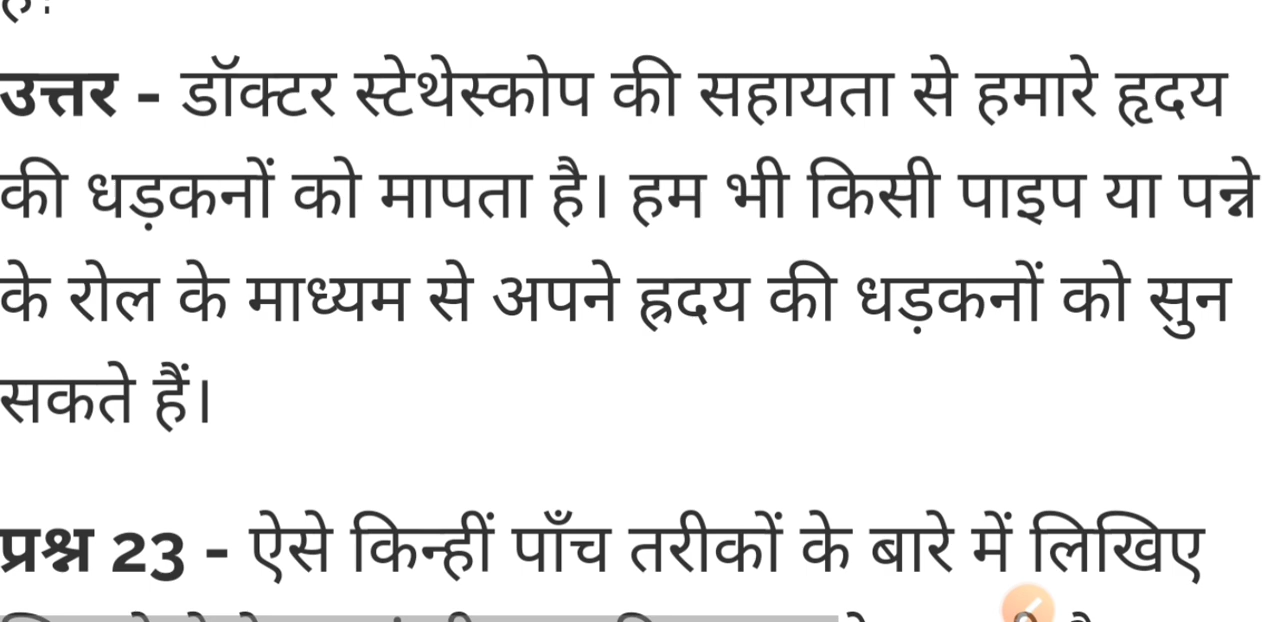 उत्तर - डॉक्टर स्टेथेस्कोप की सहायता से हमारे हृदय
की धड़कनों को मापता है। हम भी किसी पाइप या पन्ने
के रोल के माध्यम से अपने ह्रदय की धड़कनों को सुन
सकते हैं।
प्रश्न 23 - ऐसे किन्हीं पाँच तरीकों के बारे में लिखिए